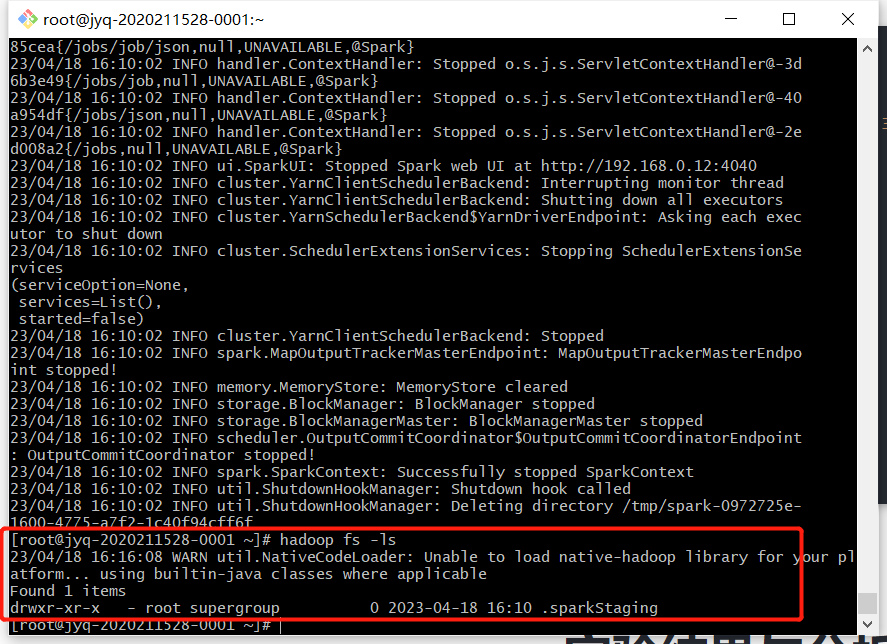 root@jyq-2020211528-0001:~
85cea{/jobs/job/json,null,UNAVAILABLE,@Spark}
23/04/18 16:10:02 INFO handler.ContextHandler: Stopped o.s.j.s.ServletContextHandler@-3d
6b3e49{/jobs/job,null,UNAVAILABLE,@Spark}
23/04/18 16:10:02 INFO handler.ContextHandler: Stopped o.s.j.s.ServletContextHandler@-40
a954df{/jobs/json,null,UNAVAILABLE,@Spark}
23/04/18 16:10:02 INFO handler.ContextHandler: Stopped o.s.j.s.ServletContextHandler@-2e
d008a2{/jobs,null,UNAVAILABLE,@Spark}
23/04/18 16:10:02 INFO ui.SparkUI: Stopped Spark web UI at http://192.168.0.12:4040
23/04/18 16:10:02 INFO cluster.YarnClientSchedulerBackend: Interrupting monitor thread
23/04/18 16:10:02 INFO cluster.YarnClientSchedulerBackend: Shutting down all executors
23/04/18 16:10:02 INFO cluster.YarnSchedulerBackend$YarnDriverEndpoint: Asking each exec
utor to shut down
23/04/18 16:10:02 INFO cluster.SchedulerExtensionServices: Stopping SchedulerExtensionSe
rvices
(serviceOption=None,
 services=List(),
 started=false)
23/04/18 16:10:02 INFO cluster.YarnClientSchedulerBackend: Stopped
23/04/18 16:10:02 INFO spark.MapOutputTrackerMasterEndpoint: MapOutputTrackerMasterEndpo
int stopped!
23/04/18 16:10:02 INFO memory.MemoryStore: MemoryStore cleared
23/04/18 16:10:02 INFO storage.BlockManager: BlockManager stopped
23/04/18 16:10:02 INFO storage.BlockManagerMaster: BlockManagerMaster stopped
23/04/18 16:10:02 INFO scheduler.OutputCommitCoordinator$OutputCommitCoordinatorEndpoint
: OutputCommitCoordinator stopped!
23/04/18 16:10:02 INFO spark.SparkContext: Successfully stopped SparkContext
23/04/18 16:10:02 INFO util.ShutdownHookManager: Shutdown hook called
23/04/18 16:10:02 INFO util.ShutdownHookManager: Deleting directory /tmp/spark-0972725e-
1600-4775-a7f2-1c40f94cff6f
[root@jyq-2020211528-0001 ~]# hadoop fs -ls
23/04/18 16:16:08 WARN util.NativeCodeLoader: Unable to load native-hadoop library for your pl
atform... using builtin-java classes where applicable
Found 1 items
drwxr-xr-x   - root supergroup          0 2023-04-18 16:10 .sparkStaging
[root@jyq-2020211528-0001 ~]#